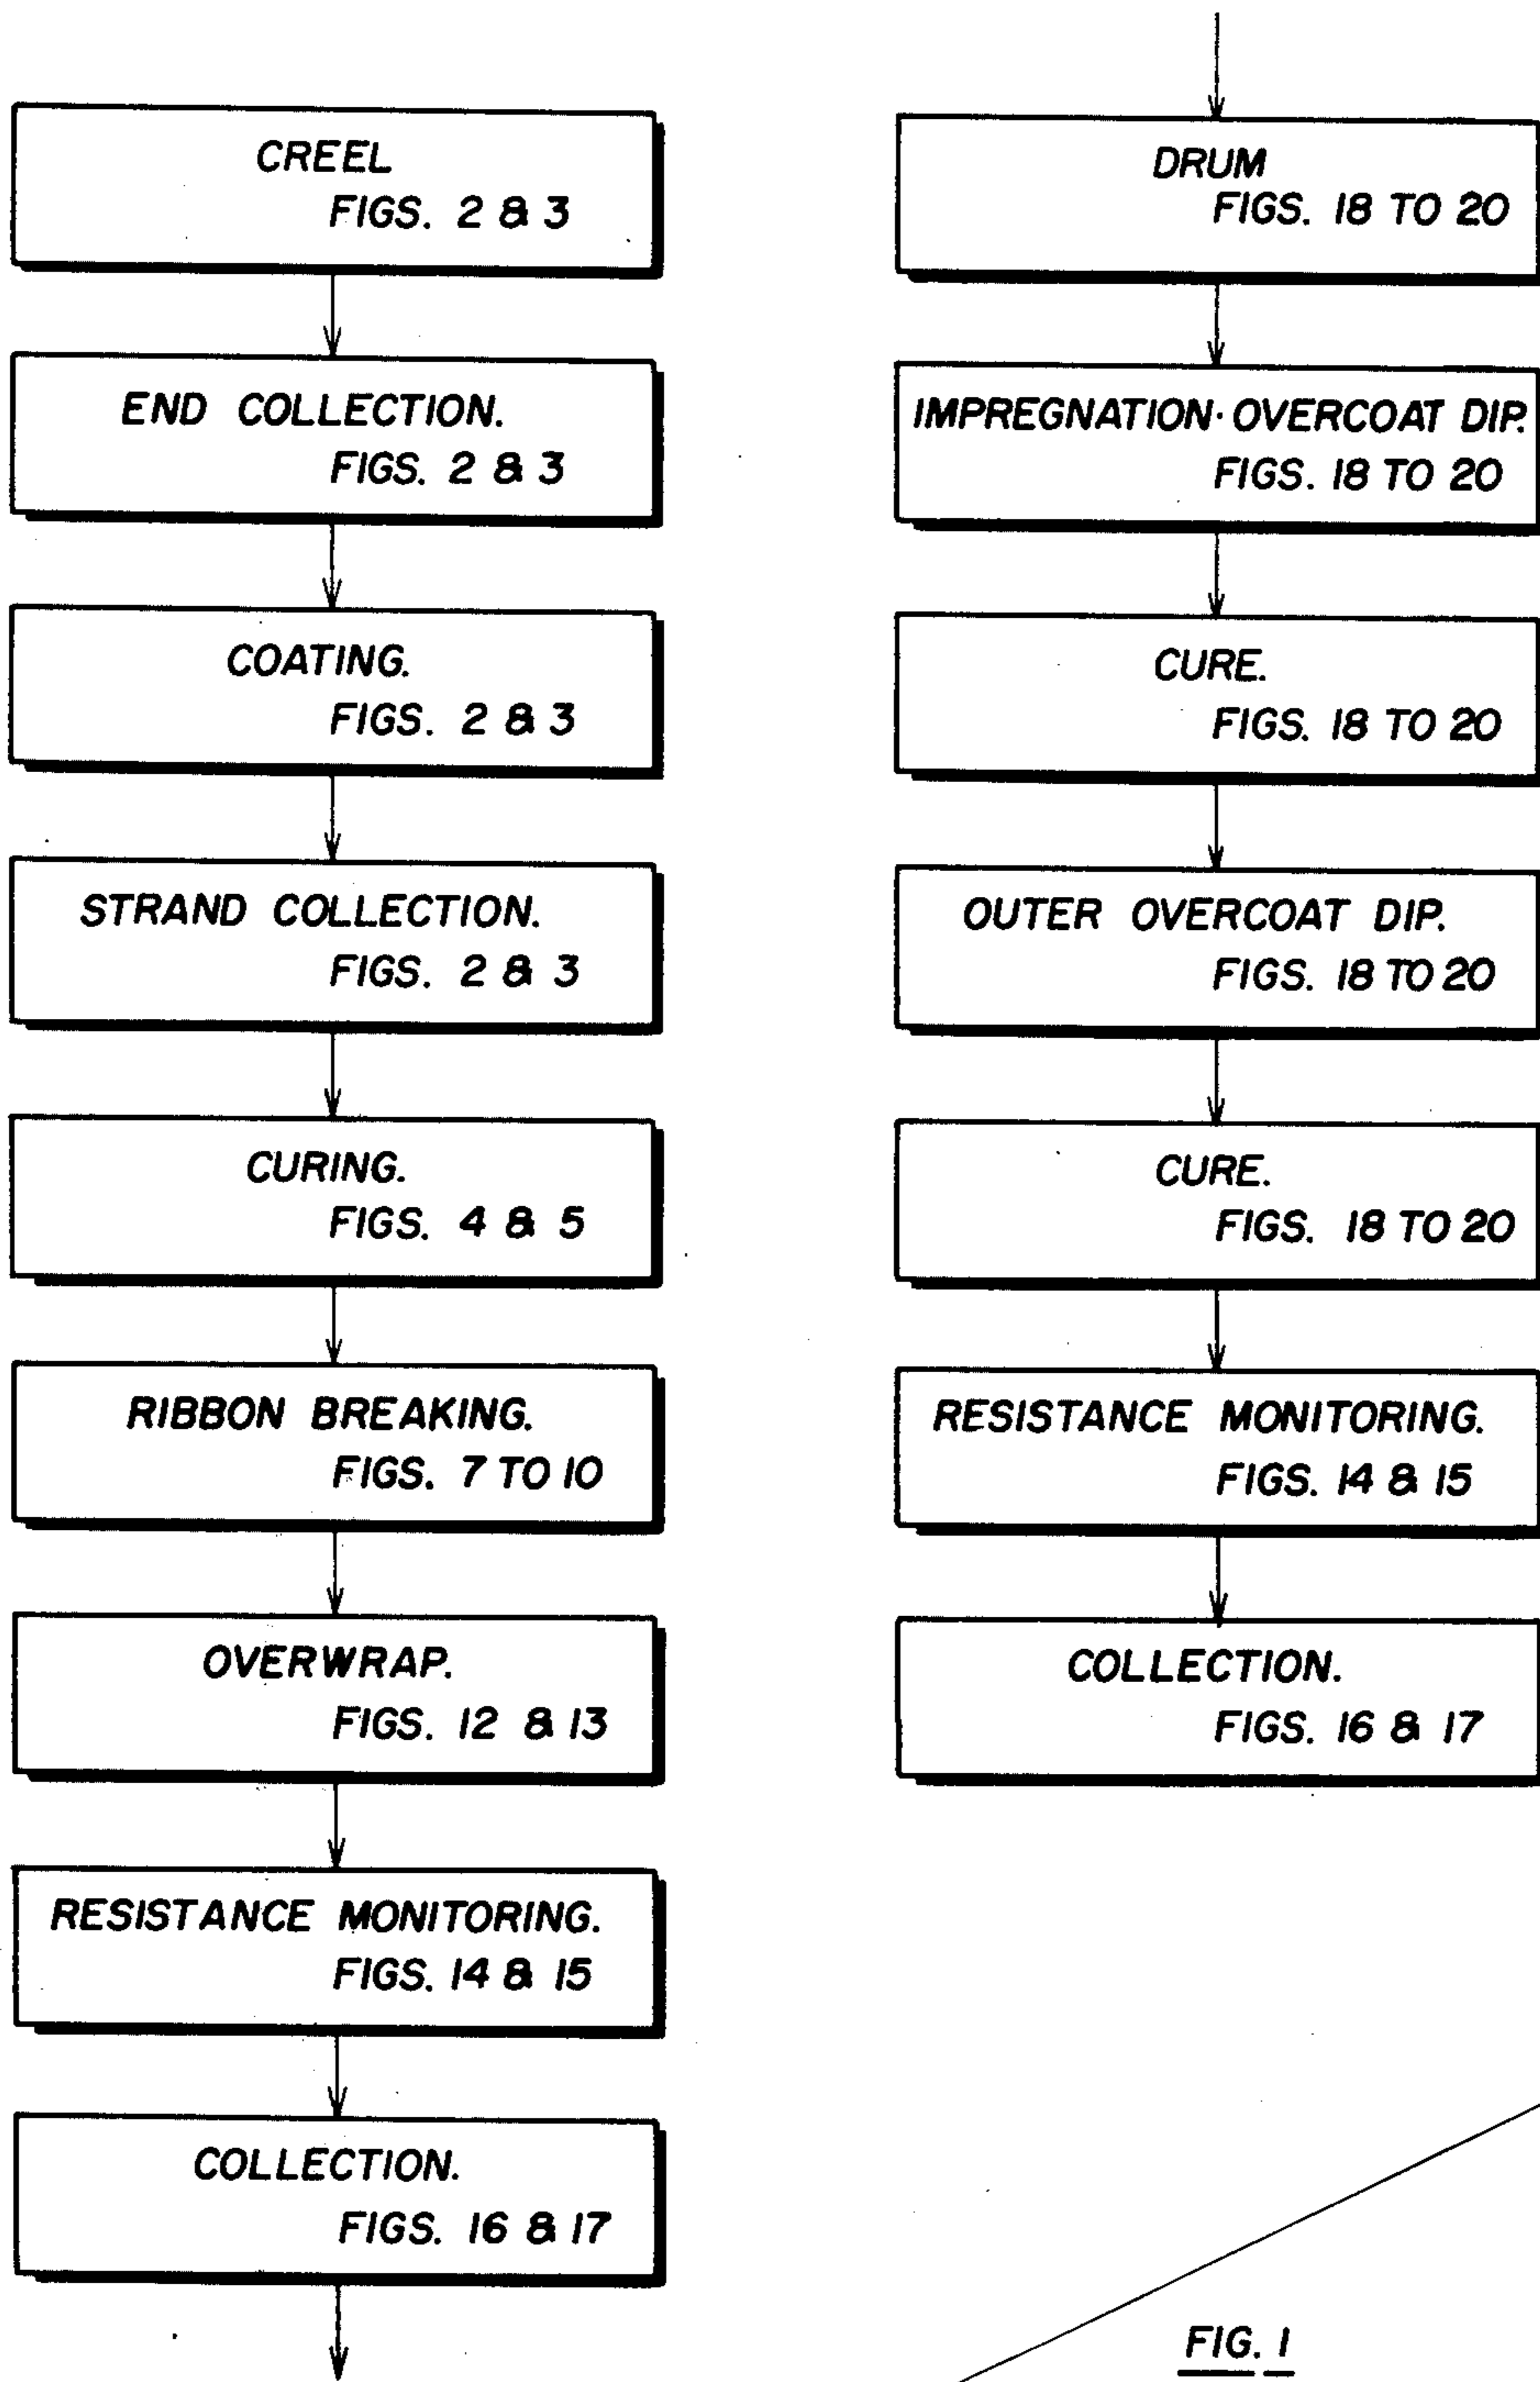 CREEL
FIGS. 2 & 3
END COLLECTION.
FIGS. 2 & 3
COATING.
FIGS. 2 & 3
STRAND COLLECTION.
FIGS. 2 & 3
CURING.
FIGS. 4 & 5
RIBBON BREAKING.
FIGS. 7 TO 10
OVERWRAP.
FIGS. 12 & 13
RESISTANCE MONITORING.
FIGS. 14 & 15
COLLECTION.
FIGS. 16 & 17
DRUM
FIGS. 18 TO 20
IMPREGNATION·OVERCOAT DIP.
FIGS. 18 TO 20
CURE.
FIGS. 18 TO 20
OUTER OVERCOAT DIP.
FIGS. 18 TO 20
CURE.
FIGS. 18 TO 20
RESISTANCE MONITORING.
FIGS. 14 & 15
COLLECTION.
FIGS. 16 & 17
FIG. 1